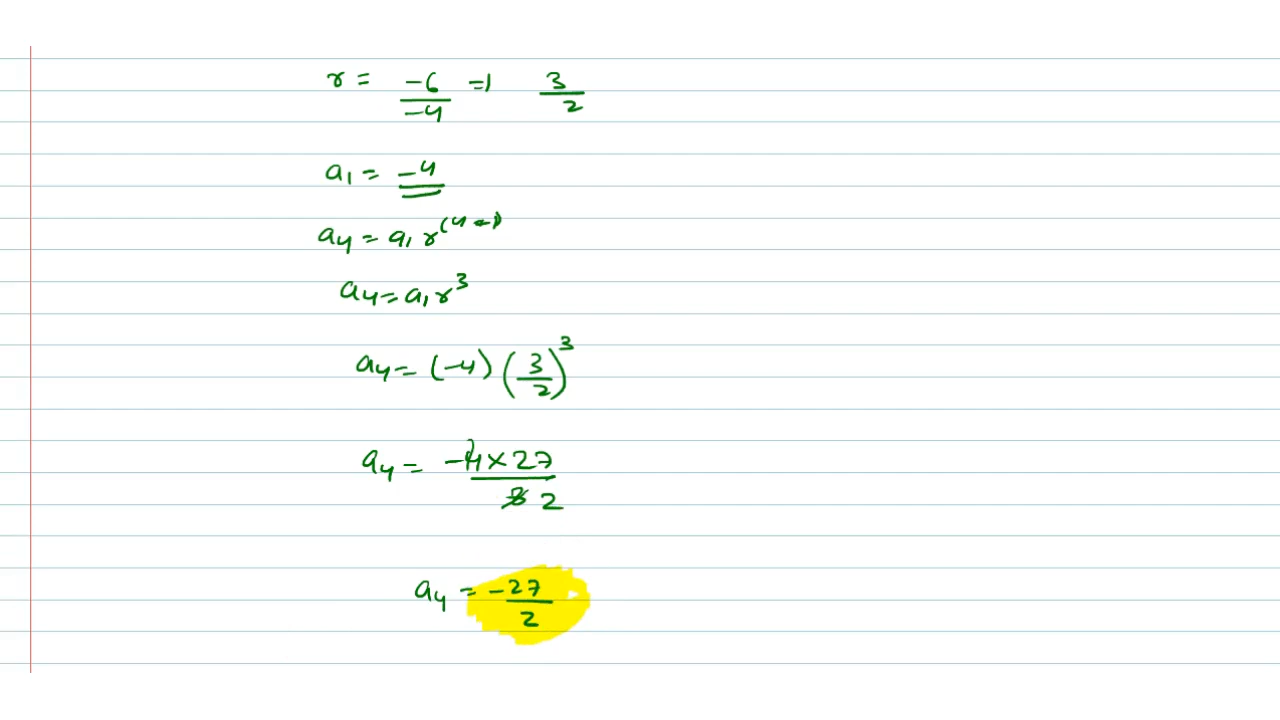 r = -6/-4 =1 3/2
a₁ = -4
a₄ = a₁ r^(4-1)
a₄ = a₁ r³
a₄ = (-4) (3/2)³
a₄ = -4 × 27 / 8 2
a₄ = -27/2